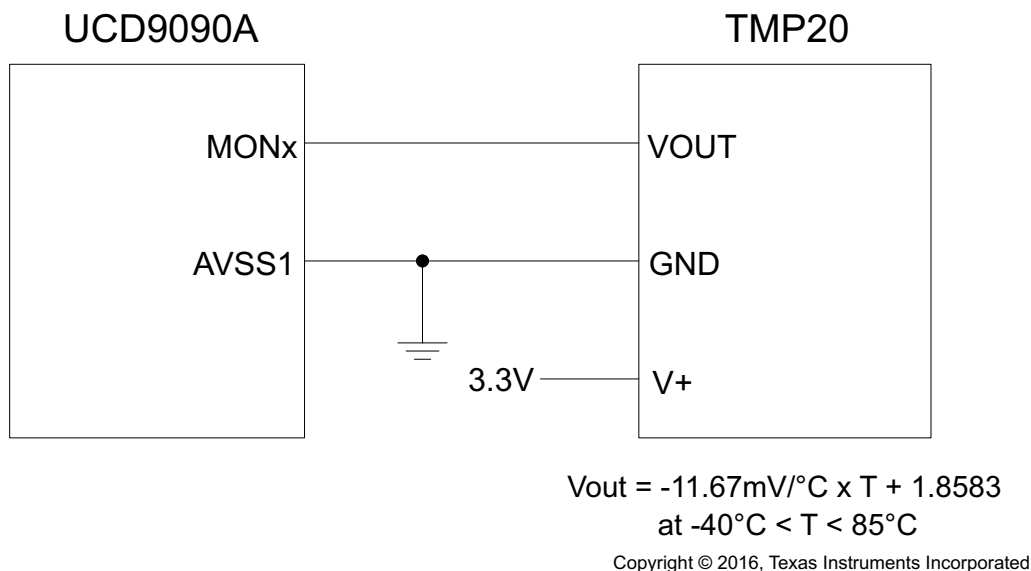 UCD9090A
TMP20
MONx
VOUT
AVSS1
GND
3.3V
V+
Vout = -11.67mV/°C x T + 1.8583
at -40°C < T < 85°C
Copyright © 2016, Texas Instruments Incorporated